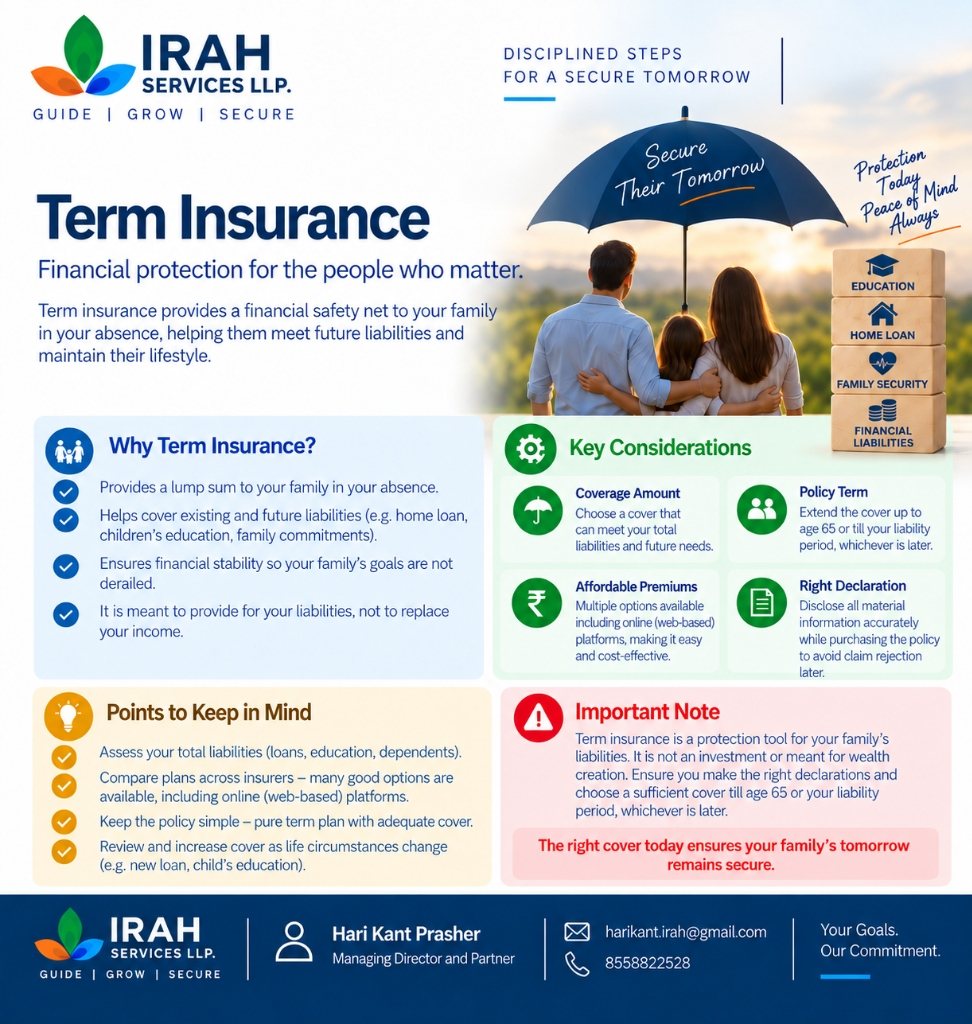 IRAH
SERVICES LLP.
GUIDE | GROW | SECURE
DISCIPLINED STEPS
FOR A SECURE TOMORROW
Secure
Their Tomorrow
Protection
Today
Peace of Mind
Always
EDUCATION
HOME LOAN
FAMILY SECURITY
FINANCIAL
LIABILITIES
Term Insurance
Financial protection for the people who matter.
Term insurance provides a financial safety net to your family
in your absence, helping them meet future liabilities and
maintain their lifestyle.
Why Term Insurance?
Provides a lump sum to your family in your absence.
Helps cover existing and future liabilities (e.g. home loan,
children's education, family commitments).
Ensures financial stability so your family's goals are not
derailed.
It is meant to provide for your liabilities, not to replace
your income.
Key Considerations
Coverage Amount
Choose a cover that
can meet your total
liabilities and future needs.
Policy Term
Extend the cover up to
age 65 or till your liability
period, whichever is later.
₹
Affordable Premiums
Multiple options available
including online (web-based)
platforms, making it easy
and cost-effective.
Right Declaration
Disclose all material
information accurately
while purchasing the policy
to avoid claim rejection
later.
Points to Keep in Mind
Assess your total liabilities (loans, education, dependents).
Compare plans across insurers – many good options are
available, including online (web-based) platforms.
Keep the policy simple – pure term plan with adequate cover.
Review and increase cover as life circumstances change
(e.g. new loan, child's education).
Important Note
Term insurance is a protection tool for your family's
liabilities. It is not an investment or meant for wealth
creation. Ensure you make the right declarations and
choose a sufficient cover till age 65 or your liability
period, whichever is later.
The right cover today ensures your family's tomorrow
remains secure.
IRAH
SERVICES LLP.
GUIDE | GROW | SECURE
Hari Kant Prasher
Managing Director and Partner
harikant.irah@gmail.com
8558822528
Your Goals.
Our Commitment.